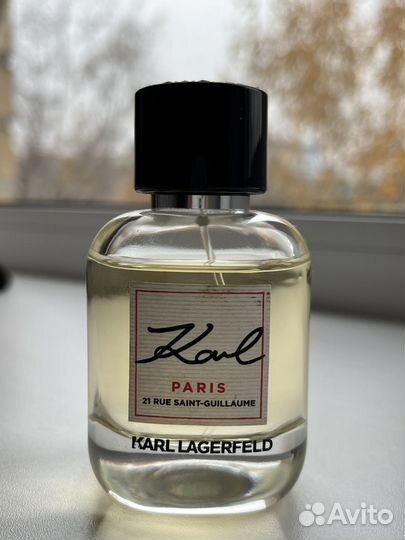 Karl
PARIS
21 RUE SAINT-GUILLAUME
KARL LAGERFELD
Avito